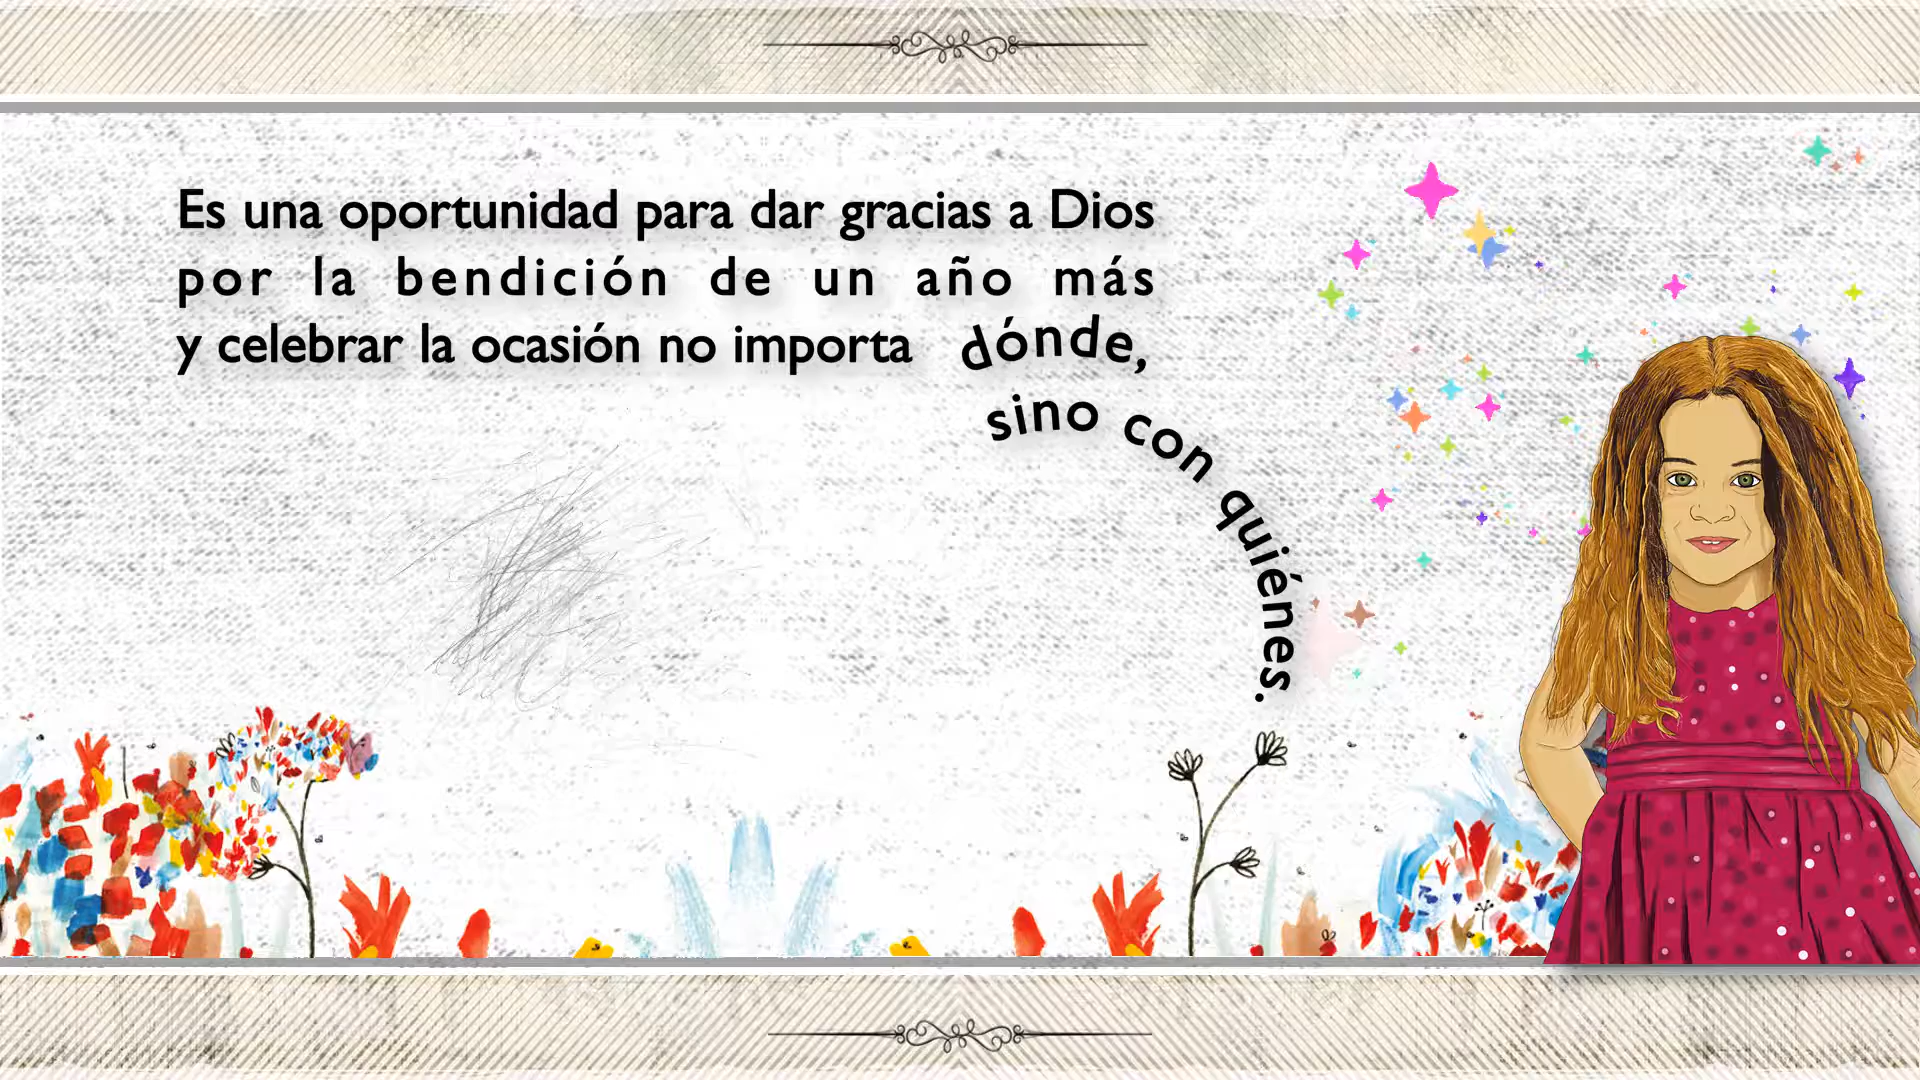 Es una oportunidad para dar gracias a Dios
por la bendición de un año más
y celebrar la ocasión no importa dónde,
sino con quiénes.